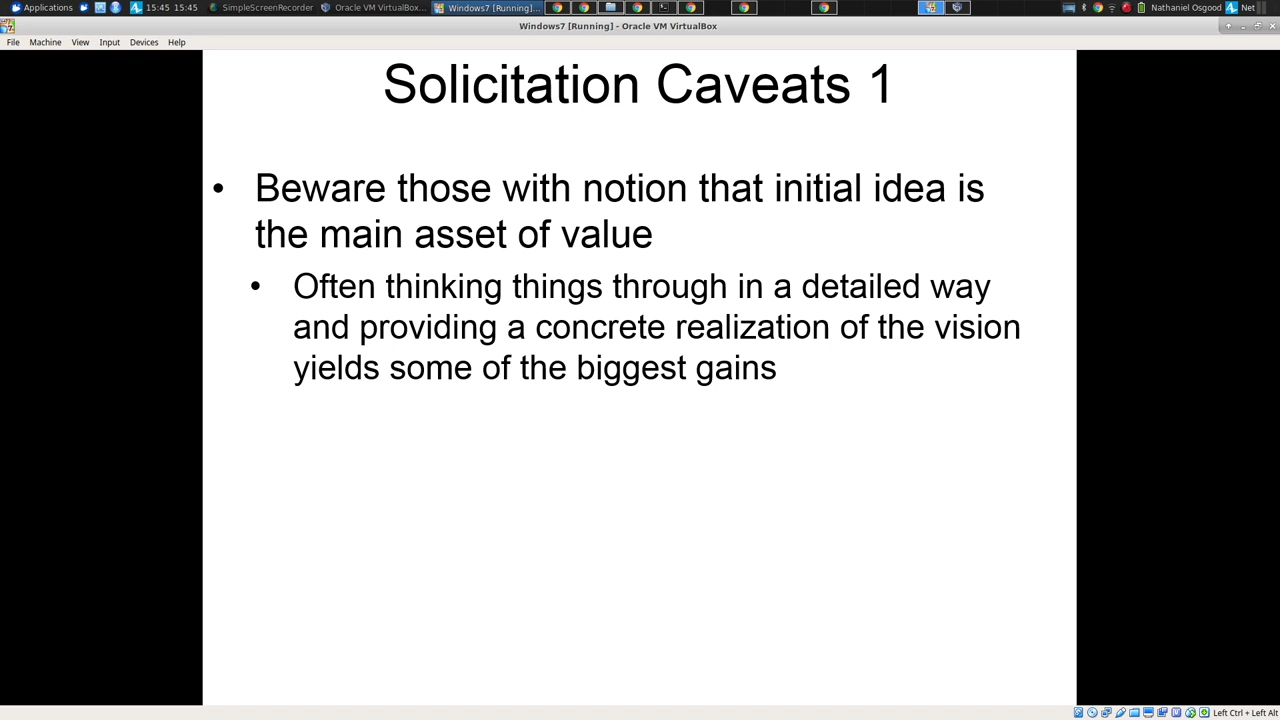 Applications
15:45 15:45
SimpleScreenRecorder
Oracle VM VirtualBox...
Windows7 [Running]...
Nathaniel Osgood
Net
Windows7 [Running] - Oracle VM VirtualBox
File Machine View Input Devices Help
Solicitation Caveats 1
• Beware those with notion that initial idea is
the main asset of value
• Often thinking things through in a detailed way
and providing a concrete realization of the vision
yields some of the biggest gains
Left Ctrl + Left Alt